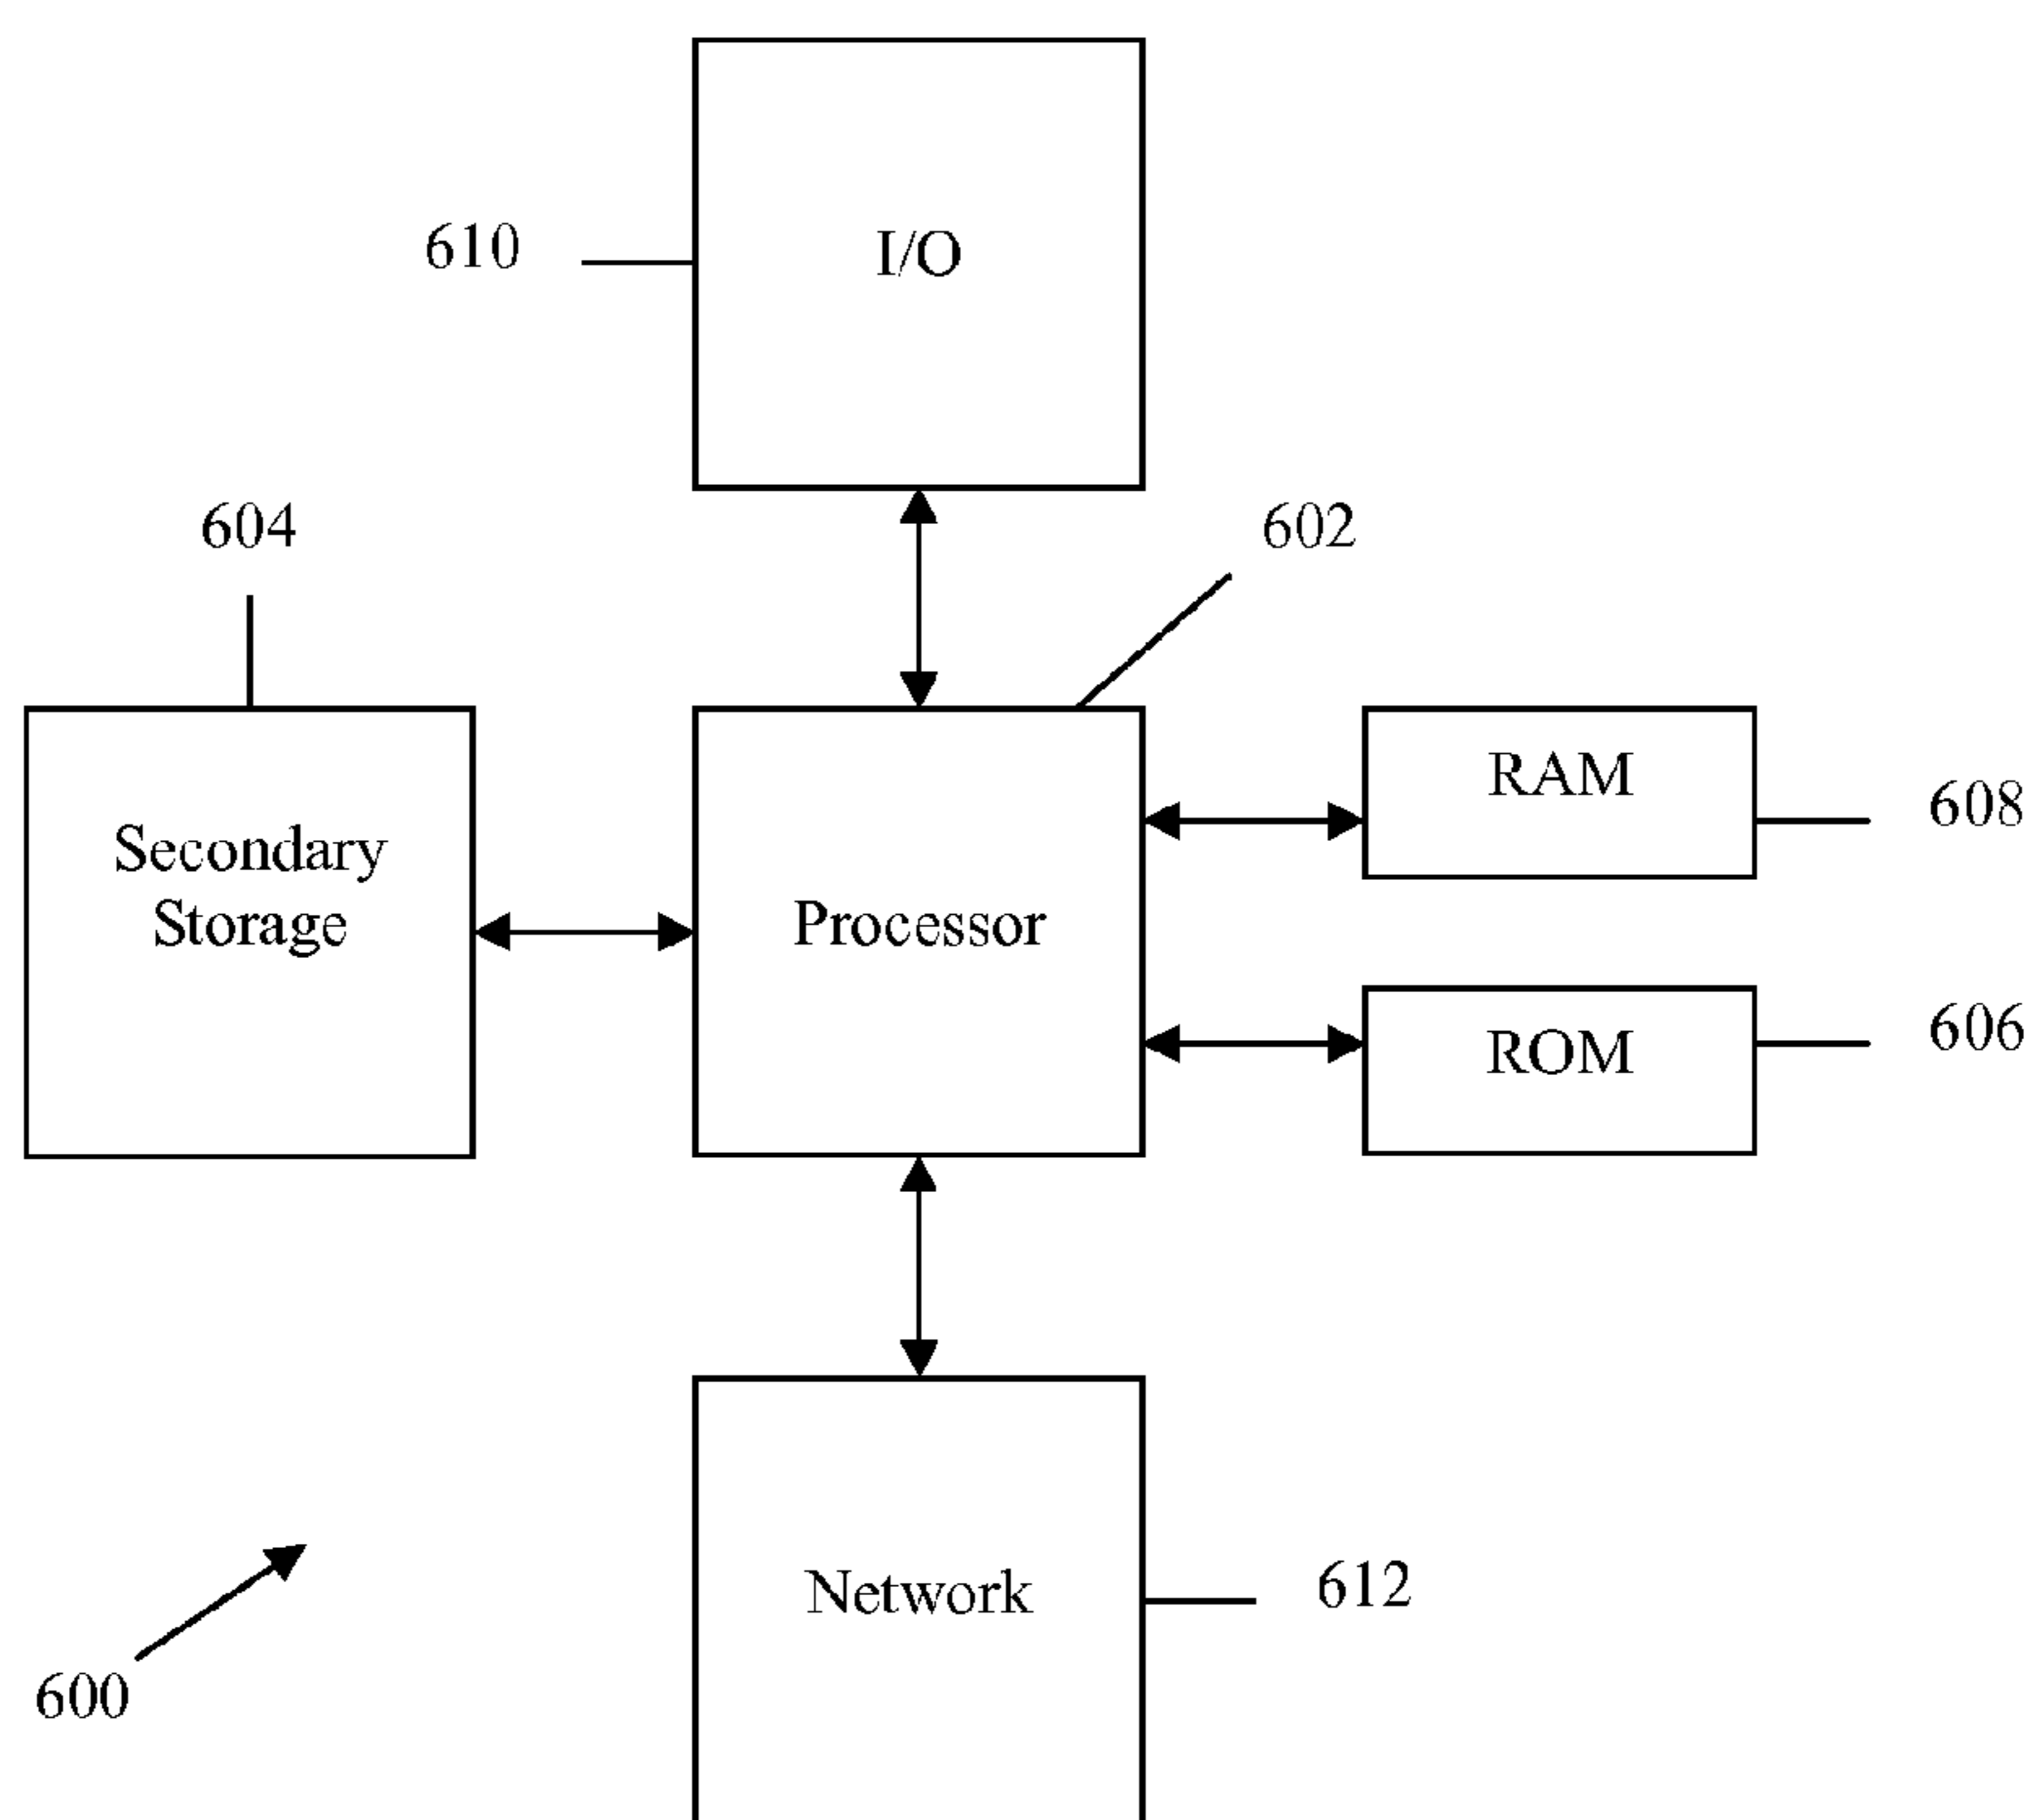 610
I/O
604
602
Secondary
Storage
Processor
RAM
608
ROM
606
Network
612
600